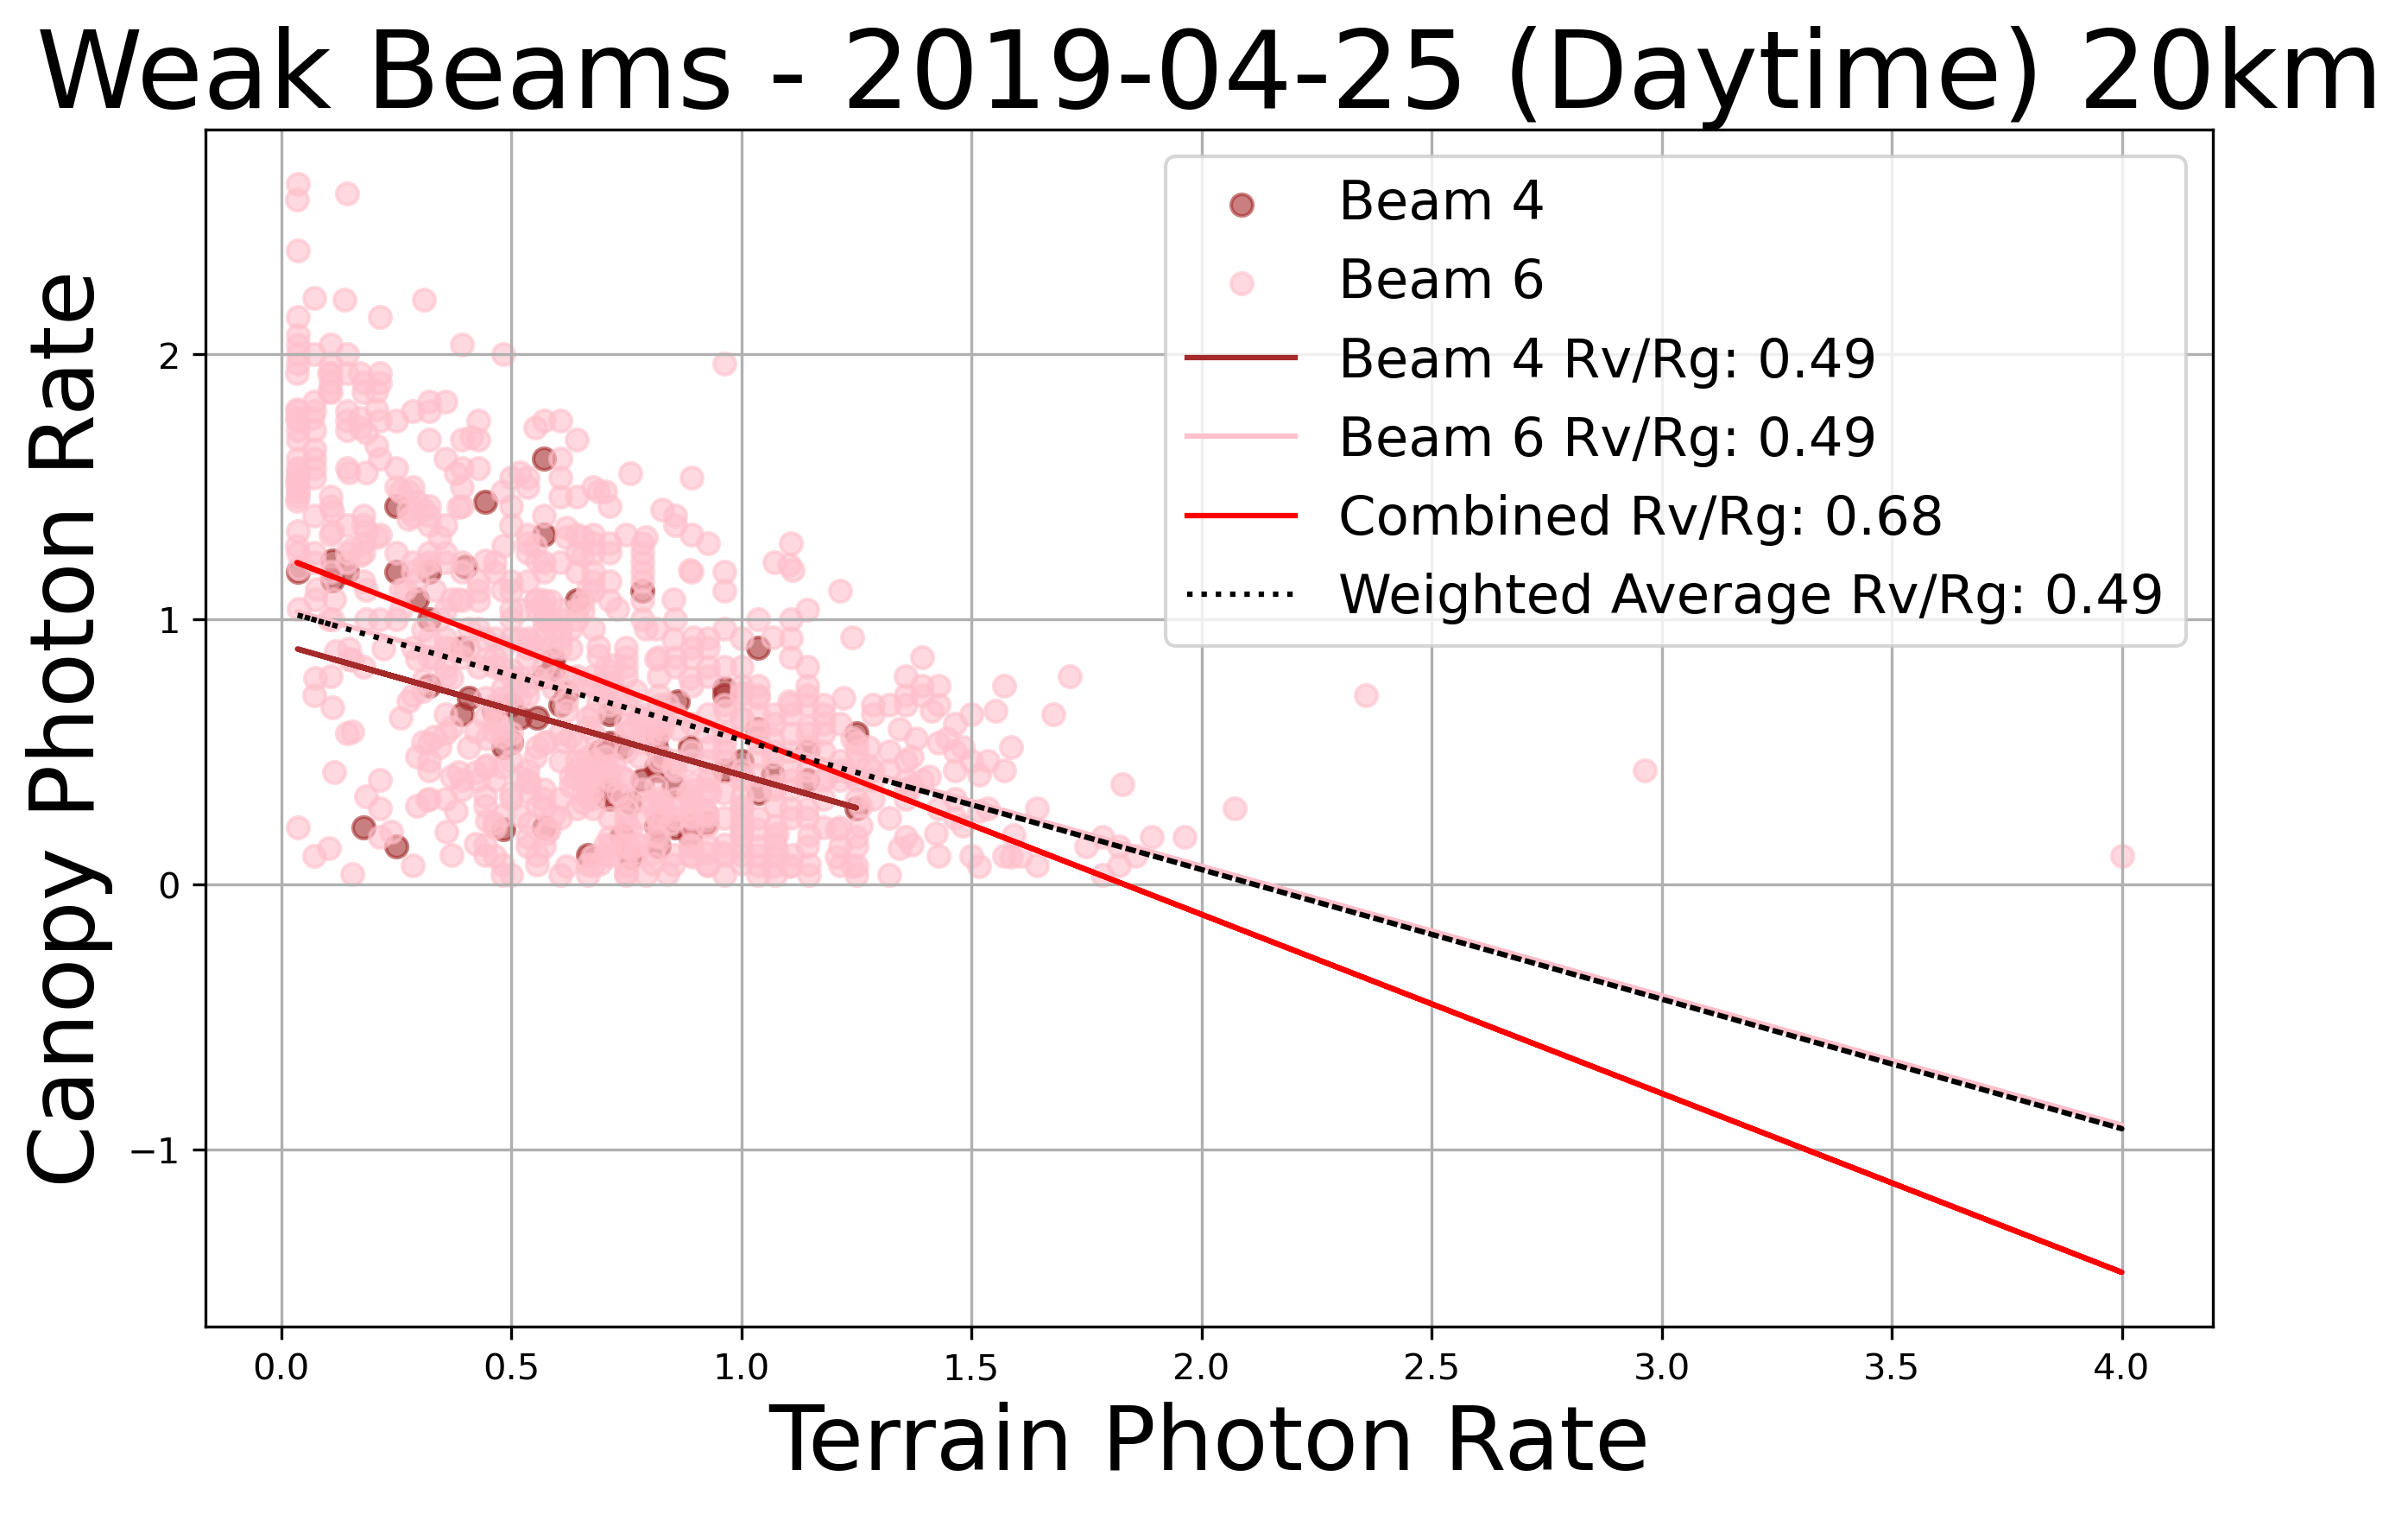 Weak Beams - 2019-04-25 (Daytime) 20km
Canopy Photon Rate
2
1
0
−1
Beam 4
Beam 6
Beam 4 Rv/Rg: 0.49
Beam 6 Rv/Rg: 0.49
Combined Rv/Rg: 0.68
Weighted Average Rv/Rg: 0.49
0.0 0.5 1.0 1.5 2.0 2.5 3.0 3.5 4.0
Terrain Photon Rate